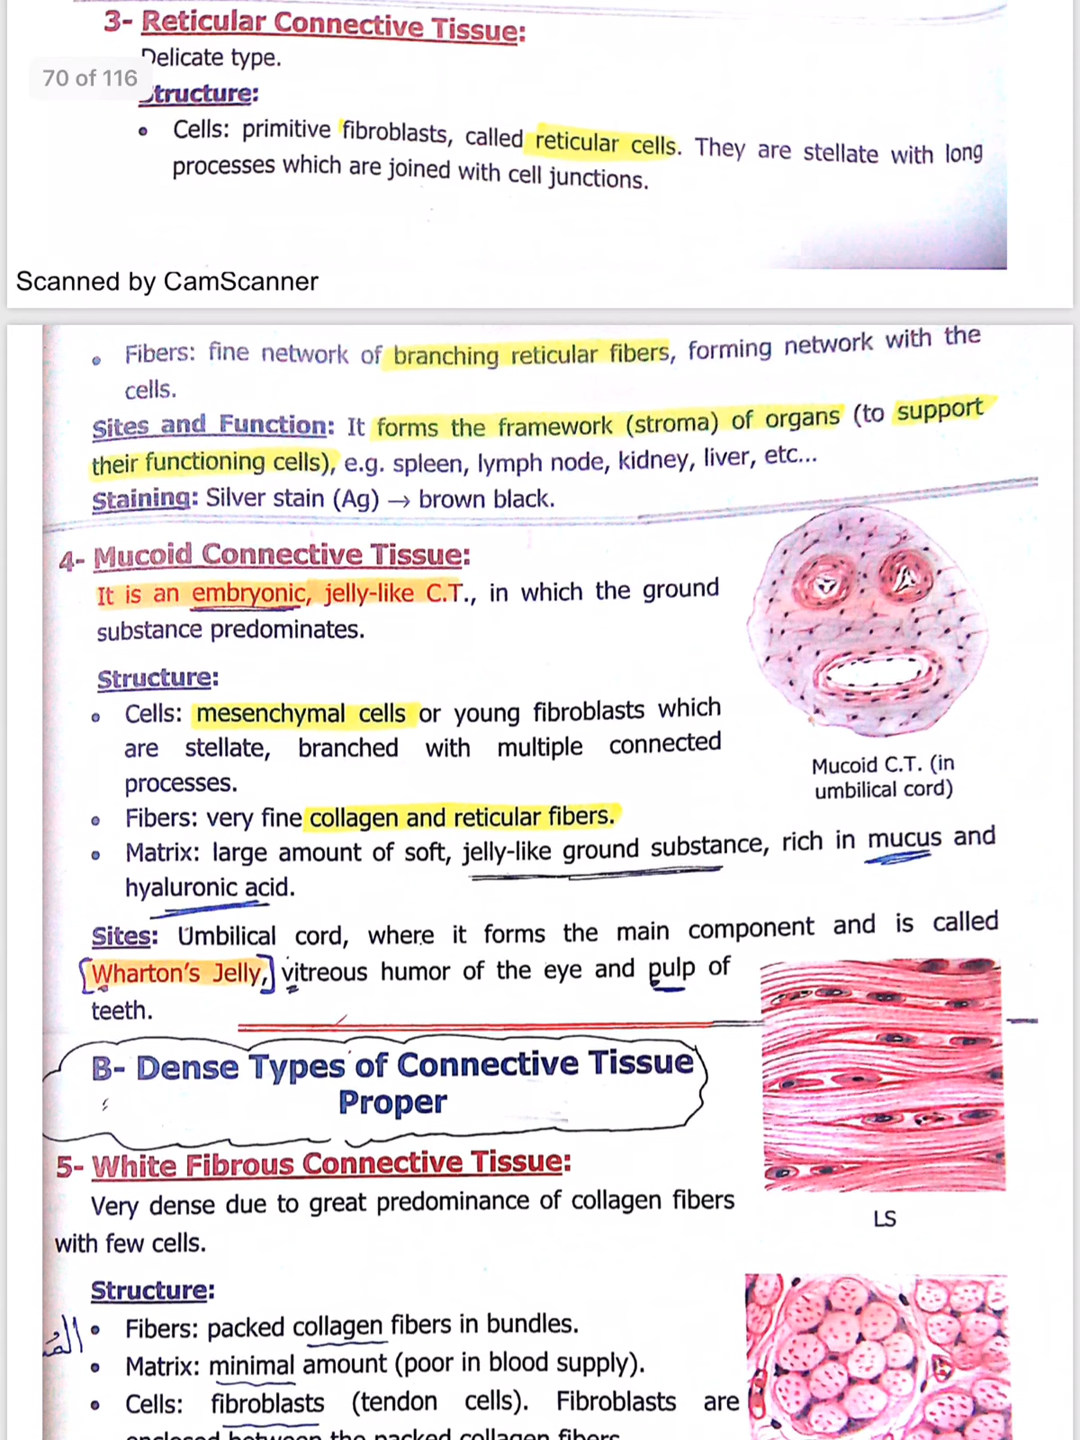 3- Reticular Connective Tissue:
Delicate type.
70 of 116
Structure:
• Cells: primitive fibroblasts, called reticular cells. They are stellate with long
processes which are joined with cell junctions.
Scanned by CamScanner
• Fibers: fine network of branching reticular fibers, forming network with the
cells.
Sites and Function: It forms the framework (stroma) of organs (to support
their functioning cells), e.g. spleen, lymph node, kidney, liver, etc...
Staining: Silver stain (Ag) → brown black.
4- Mucoid Connective Tissue:
It is an embryonic, jelly-like C.T., in which the ground
substance predominates.
Structure:
• Cells: mesenchymal cells or young fibroblasts which
are stellate, branched with multiple connected
processes.
Mucoid C.T. (in
umbilical cord)
• Fibers: very fine collagen and reticular fibers.
• Matrix: large amount of soft, jelly-like ground substance, rich in mucus and
hyaluronic acid.
Sites: Umbilical cord, where it forms the main component and is called
Wharton's Jelly, vitreous humor of the eye and pulp of
teeth.
B- Dense Types of Connective Tissue
Proper
5- White Fibrous Connective Tissue:
Very dense due to great predominance of collagen fibers
with few cells.
LS
Structure:
• Fibers: packed collagen fibers in bundles.
• Matrix: minimal amount (poor in blood supply).
• Cells: fibroblasts (tendon cells). Fibroblasts are
enclosed between the packed collagen fibers